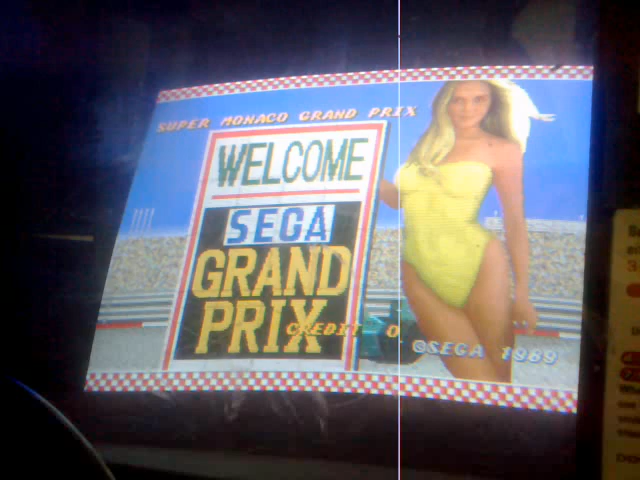 SUPER MONACO GRAND PRIX
WELCOME
SEGA
GRAND
PRIX
CREDIT 0
©SEGA 1989